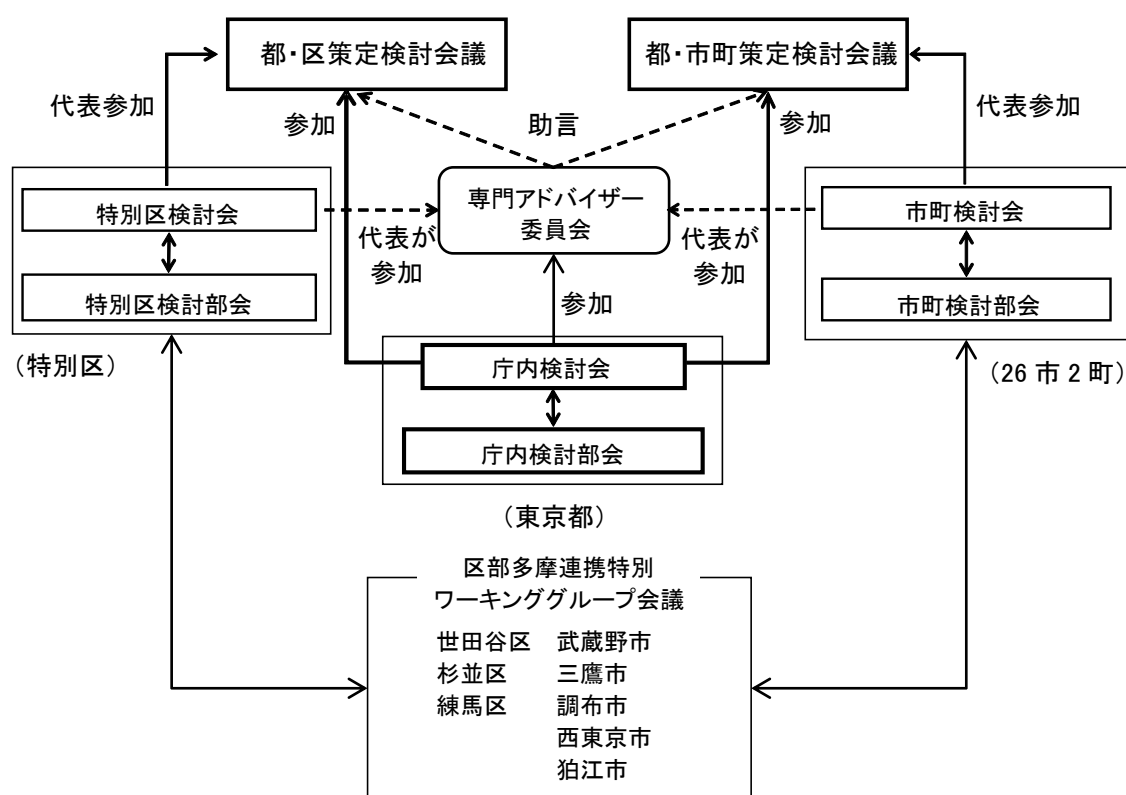 都・区策定検討会議
都・市町策定検討会議
代表参加
参加
助言
参加
代表参加
特別区検討会
特別区検討部会
(特別区)
代表が
参加
専門アドバイザー
委員会
代表が
参加
市町検討会
市町検討部会
(26市2町)
参加
庁内検討会
庁内検討部会
(東京都)
区部多摩連携特別
ワーキンググループ会議
世田谷区 武蔵野市
杉並区 三鷹市
練馬区 調布市
西東京市
狛江市